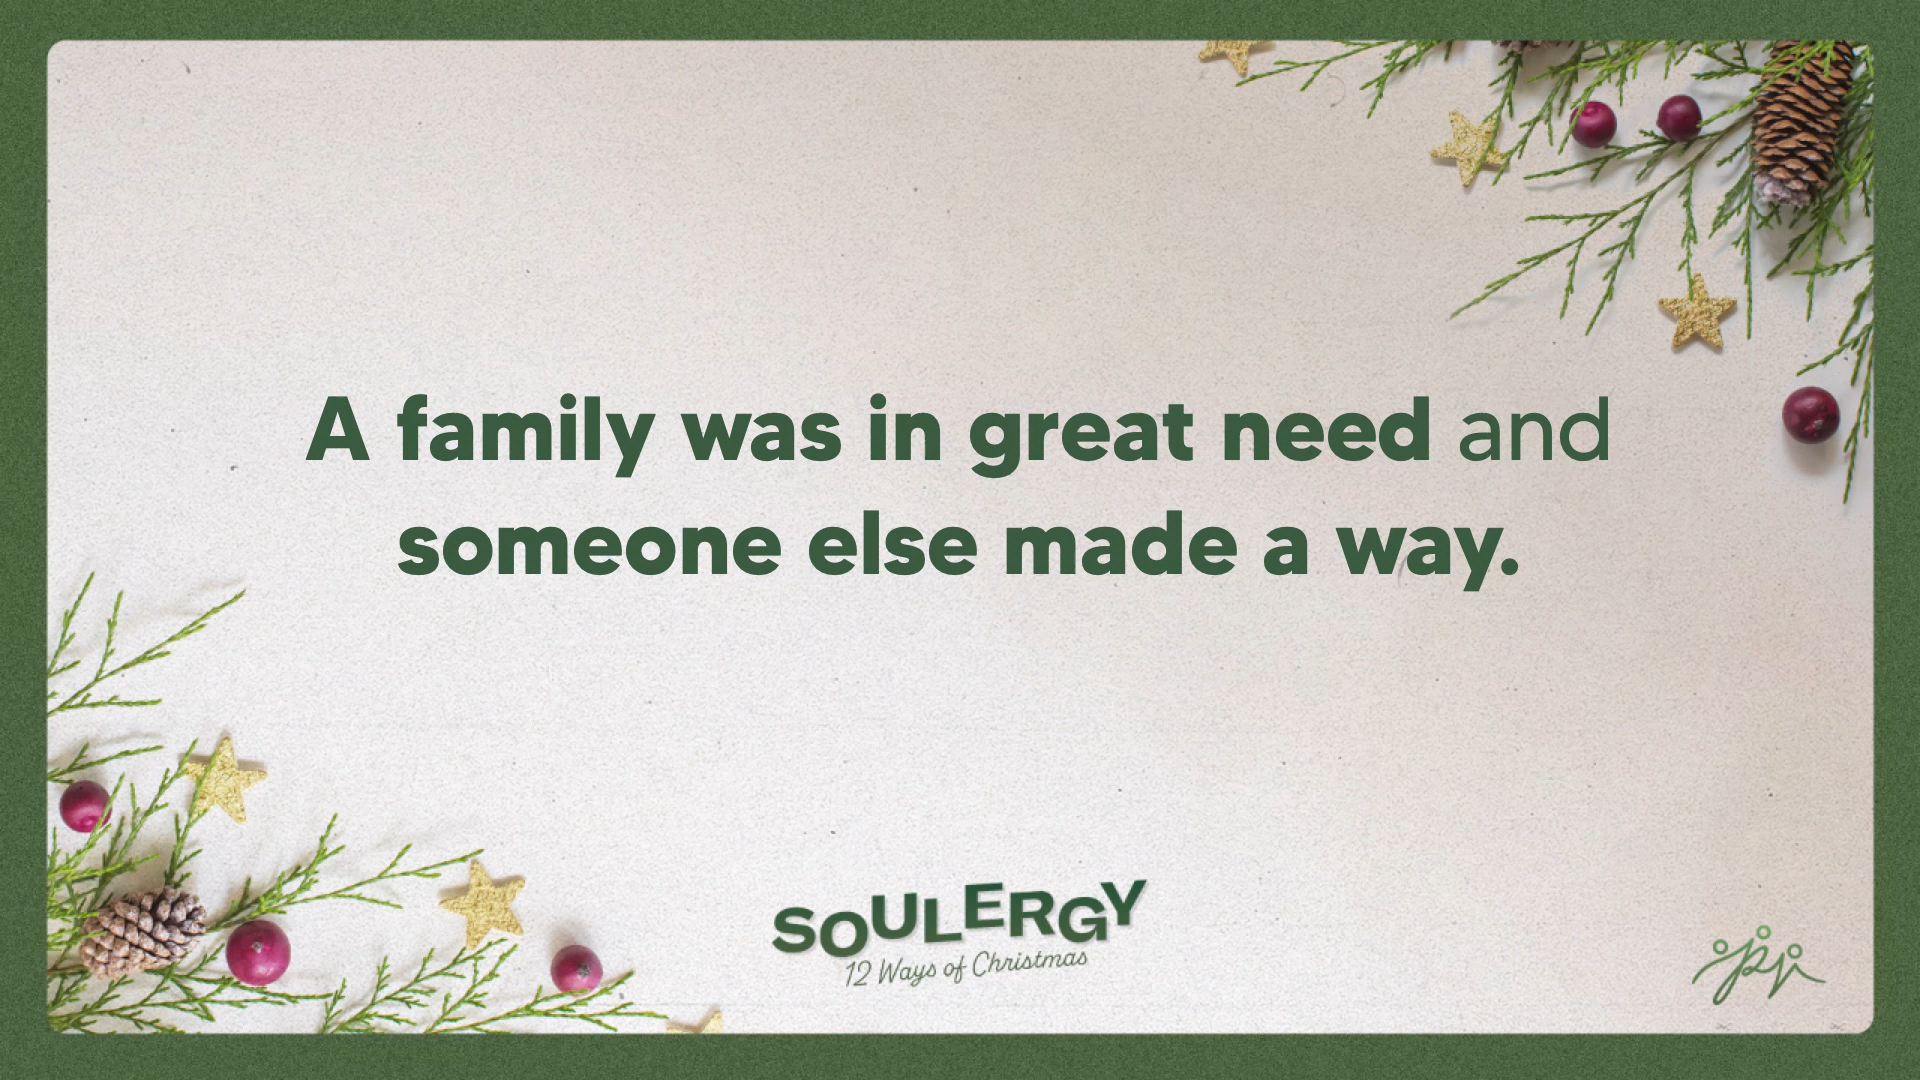 A family was in great need and
someone else made a way.
SOULERGY
12 Ways of Christmas